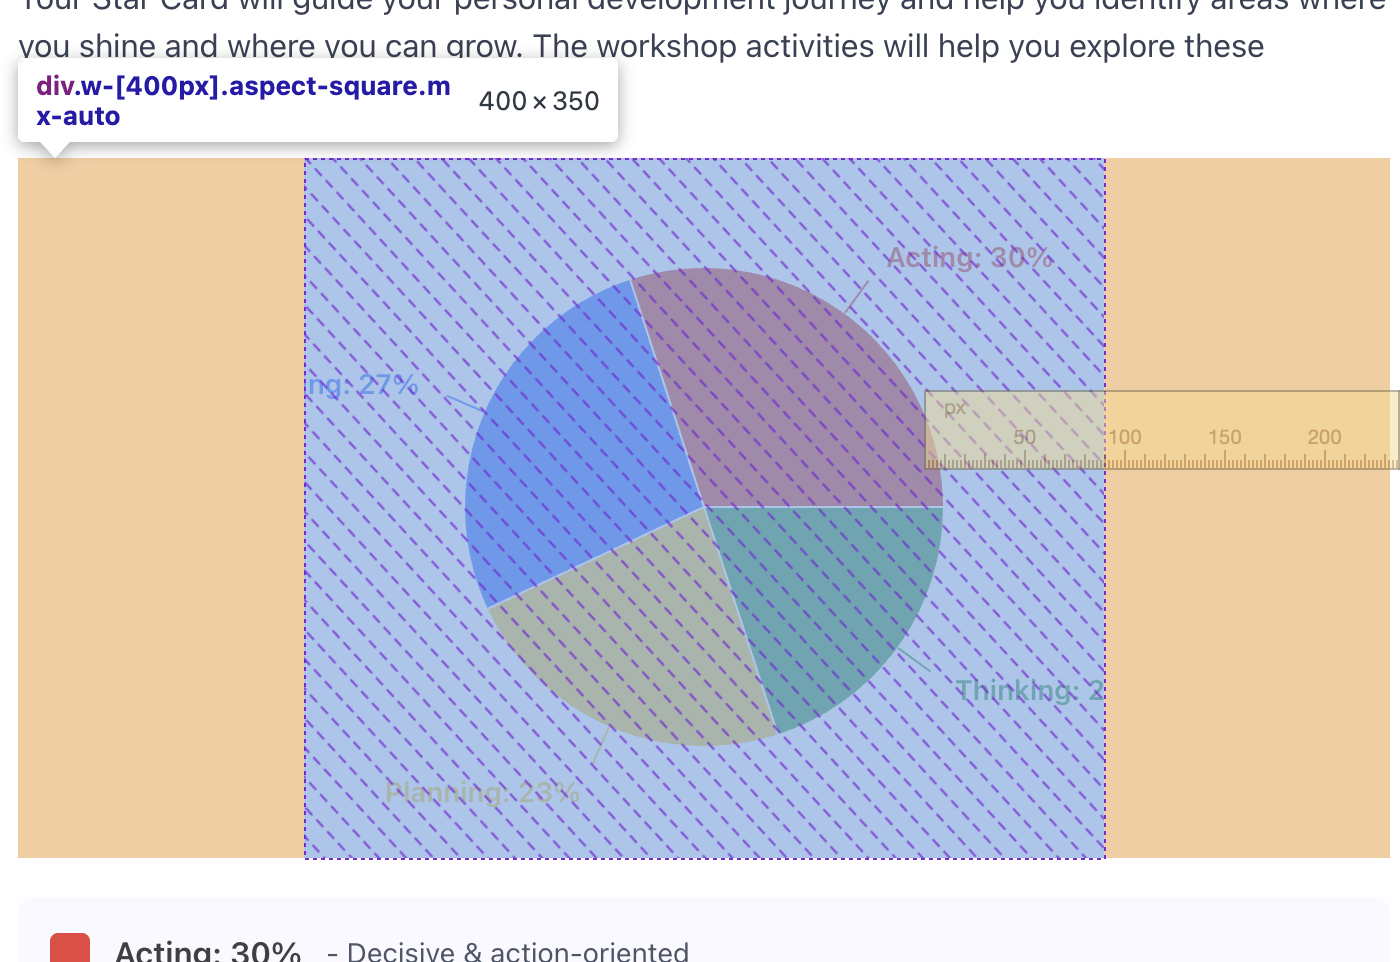 Your Star Card will guide your personal development journey and help you identify areas where
you shine and where you can grow. The workshop activities will help you explore these
div.w-[400px].aspect-square.m
x-auto
400 × 350
Acting: 30%
ng: 27%
px
50 100 150 200
Thinking: 2
Planning: 23%
Acting: 30% - Decisive & action-oriented